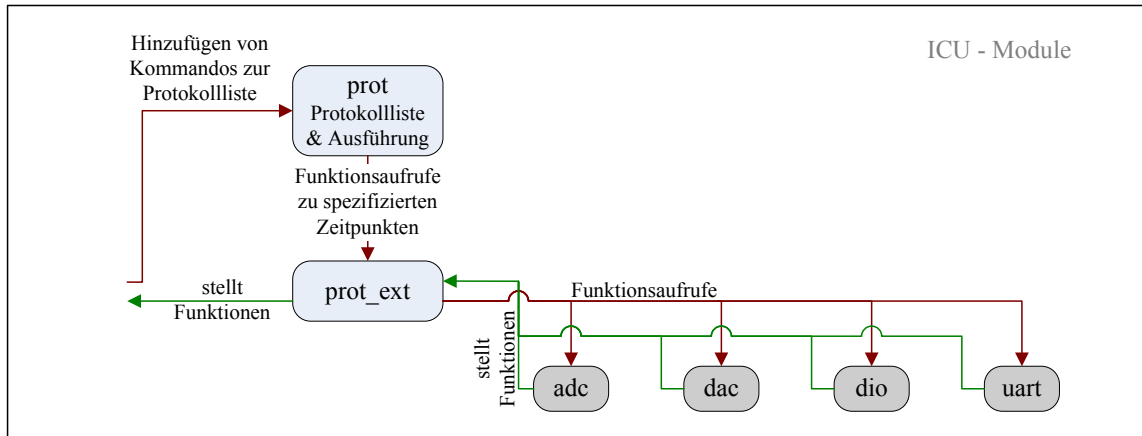 ICU - Module
Hinzufügen von
Kommandos zur
Protokollliste
prot
Protokollliste
& Ausführung
Funktionsaufrufe
zu spezifizierten
Zeitpunkten
stellt
Funktionen
prot_ext
Funktionsaufrufe
stellt
Funktionen
adc
dac
dio
uart